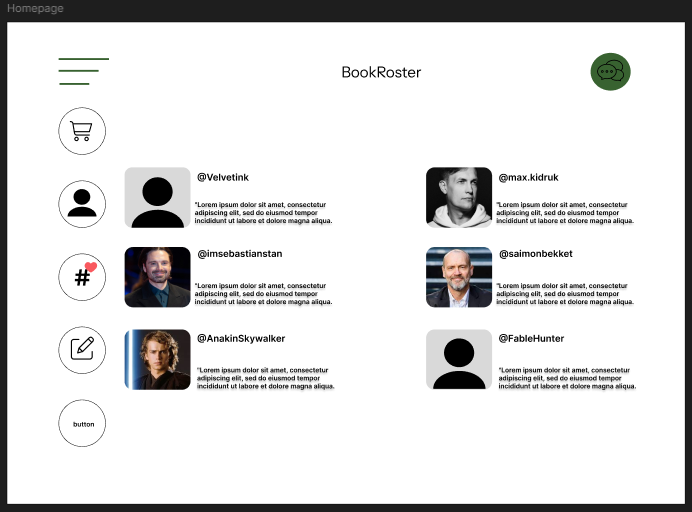 Homepage
BookRoster
@Velvetink
"Lorem ipsum dolor sit amet, consectetur
adipiscing elit, sed do eiusmod tempor
incididunt ut labore et dolore magna aliqua.
@max.kidruk
"Lorem ipsum dolor sit amet, consectetur
adipiscing elit, sed do eiusmod tempor
incididunt ut labore et dolore magna aliqua.
@imsebastianstan
"Lorem ipsum dolor sit amet, consectetur
adipiscing elit, sed do eiusmod tempor
incididunt ut labore et dolore magna aliqua.
@saimonbekket
"Lorem ipsum dolor sit amet, consectetur
adipiscing elit, sed do eiusmod tempor
incididunt ut labore et dolore magna aliqua.
#
@AnakinSkywalker
"Lorem ipsum dolor sit amet, consectetur
adipiscing elit, sed do eiusmod tempor
incididunt ut labore et dolore magna aliqua.
@FableHunter
"Lorem ipsum dolor sit amet, consectetur
adipiscing elit, sed do eiusmod tempor
incididunt ut labore et dolore magna aliqua.
button